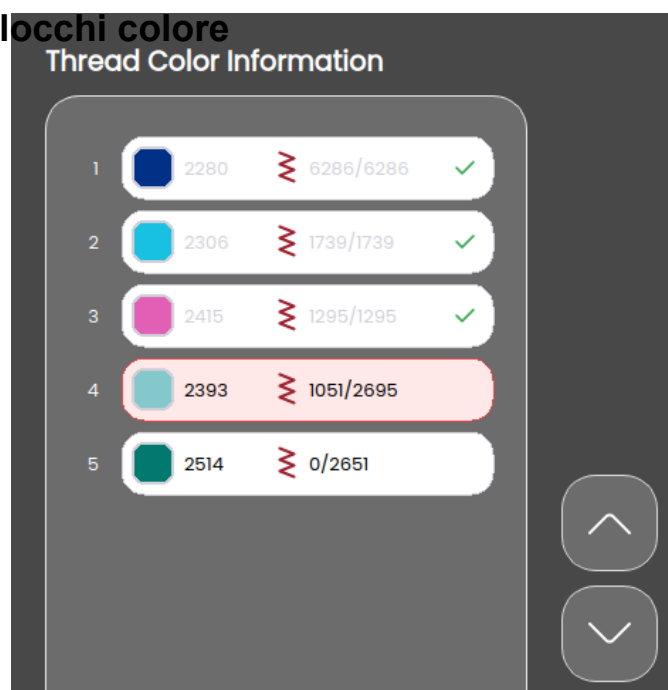 locchi colore
Thread Color Information
1 2280 6286/6286
2 2306 1739/1739
3 2415 1295/1295
4 2393 1051/2695
5 2514 0/2651